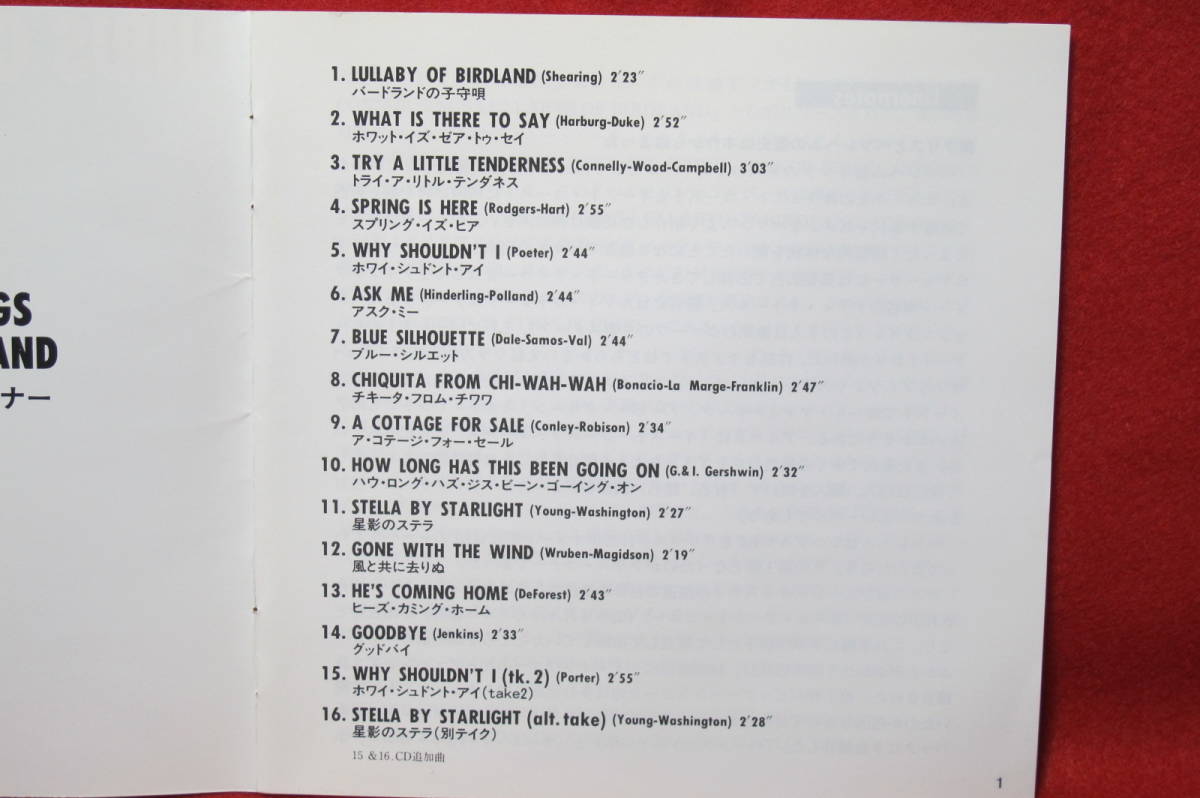 GS
AND
ナー
1. LULLABY OF BIRDLAND (Shearing) 2'23"
バードランドの子守唄
2. WHAT IS THERE TO SAY (Harburg-Duke) 2'52"
ホワット・イズ・ゼア・トゥ・セイ
3. TRY A LITTLE TENDERNESS (Connelly-Wood-Campbell) 3'03"
トライ・ア・リトル・テンダネス
4. SPRING IS HERE (Rodgers-Hart) 2'55"
スプリング・イズ・ヒア
5. WHY SHOULDN'T I (Poeter) 2'44"
ホワイ・シュドント・アイ
6. ASK ME (Hinderling-Polland) 2'44"
アスク・ミー
7. BLUE SILHOUETTE (Dale-Samos-Val) 2'44"
ブルー・シルエット
8. CHIQUITA FROM CHI-WAH-WAH (Bonacio-La Marge-Franklin) 2'47"
チキータ・フロム・チワワ
9. A COTTAGE FOR SALE (Conley-Robison) 2'34"
ア・コテージ・フォー・セール
10. HOW LONG HAS THIS BEEN GOING ON (G.& I. Gershwin) 2'32"
ハウ・ロング・ハズ・ジス・ビーン・ゴーイング・オン
11. STELLA BY STARLIGHT (Young-Washington) 2'27"
星影のステラ
12. GONE WITH THE WIND (Wruben-Magidson) 2'19"
風と共に去りぬ
13. HE'S COMING HOME (DeForest) 2'43"
ヒーズ・カミング・ホーム
14. GOODBYE (Jenkins) 2'33"
グッドバイ
15. WHY SHOULDN'T I (tk. 2) (Porter) 2'55"
ホワイ・シュドント・アイ(take2)
16. STELLA BY STARLIGHT (alt. take) (Young-Washington) 2'28"
星影のステラ(別テイク)
15 &16. CD追加曲
1